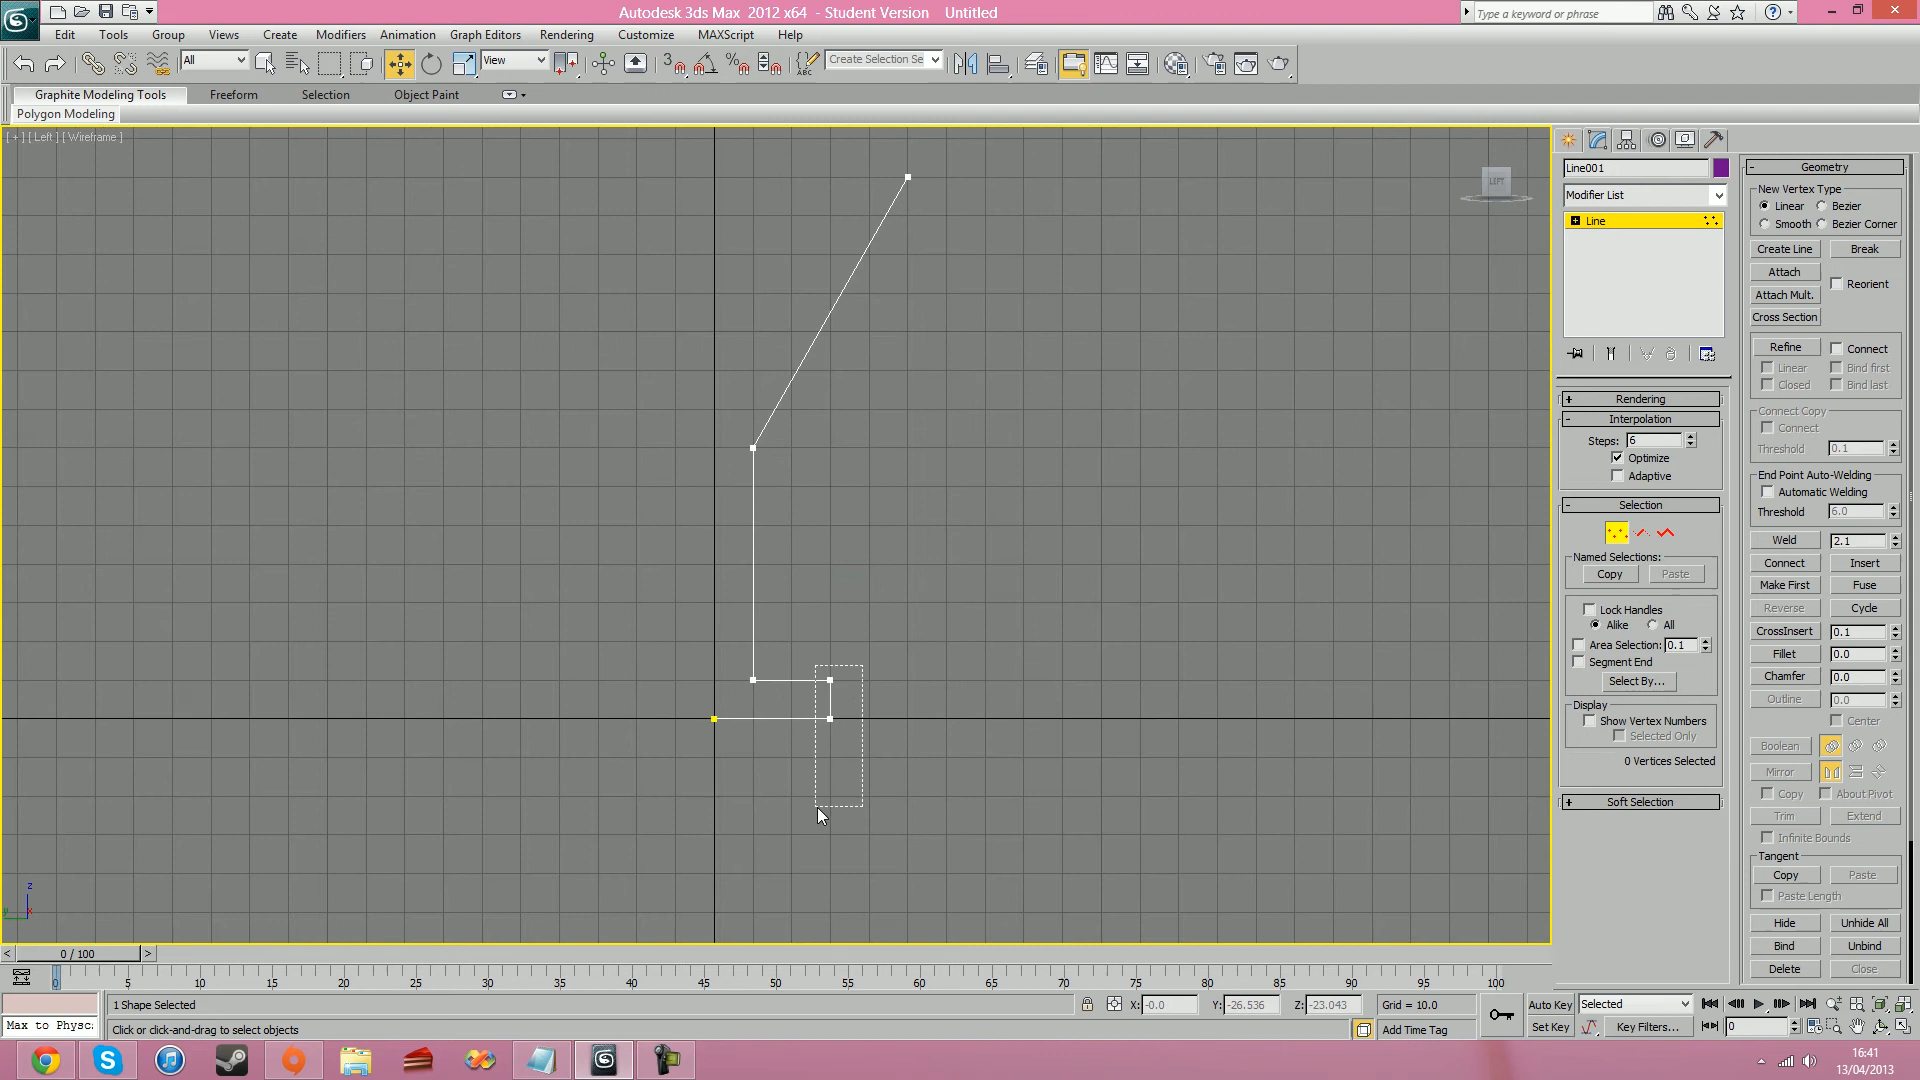 Autodesk 3ds Max 2012 x64 - Student Version Untitled
Type a keyword or phrase
Edit Tools Group Views Create Modifiers Animation Graph Editors Rendering Customize MAXScript Help
All
View
Create Selection Se
Graphite Modeling Tools Freeform Selection Object Paint
Polygon Modeling
[ + ] [ Left ] [ Wireframe ]
LEFT
Line001
Modifier List
Line
Rendering
Interpolation
Steps: 6
Optimize
Adaptive
Selection
Named Selections:
Copy Paste
Lock Handles
Alike All
Area Selection: 0.1
Segment End
Select By...
Display
Show Vertex Numbers
Selected Only
0 Vertices Selected
Soft Selection
Geometry
New Vertex Type
Linear Bezier
Smooth Bezier Corner
Create Line Break
Attach
Reorient
Attach Mult.
Cross Section
Refine Connect
Linear Bind first
Closed Bind last
Connect Copy
Connect
Threshold 0.1
End Point Auto-Welding
Automatic Welding
Threshold 6.0
Weld 2.1
Connect Insert
Make First Fuse
Reverse Cycle
CrossInsert 0.1
Fillet 0.0
Chamfer 0.0
Outline 0.0
Center
Boolean
Mirror
Copy About Pivot
Trim Extend
Infinite Bounds
Tangent
Copy Paste
Paste Length
Hide Unhide All
Bind Unbind
Delete Close
z
y x
< 0 / 100 >
0 5 10 15 20 25 30 35 40 45 50 55 60 65 70 75 80 85 90 95 100
1 Shape Selected
X: -0.0 Y: -26.536 Z: -23.043 Grid = 10.0
Auto Key Selected
Max to Physc:
Click or click-and-drag to select objects
Add Time Tag
Set Key Key Filters... 0
16:41
13/04/2013